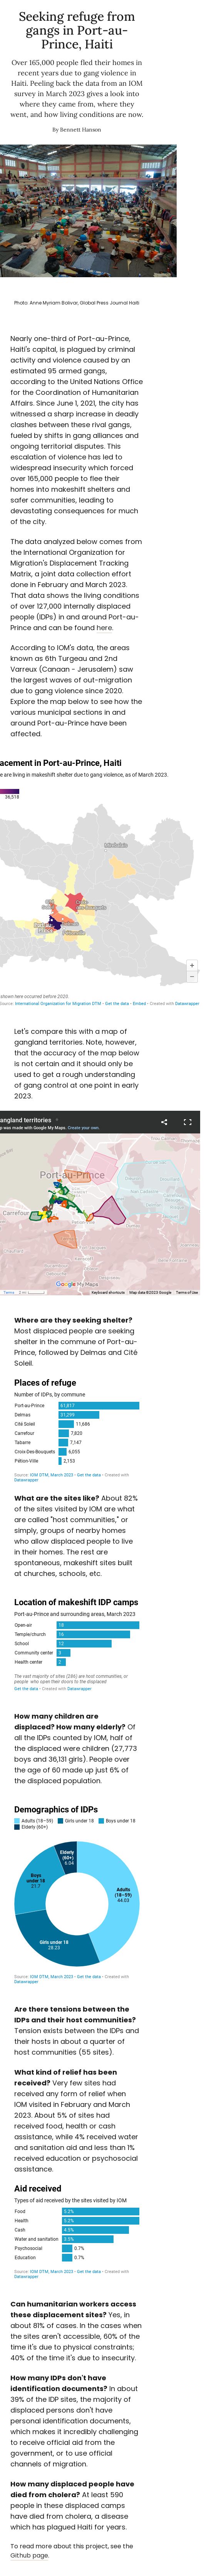 Seeking refuge from
gangs in Port-au-
Prince, Haiti
Over 165,000 people fled their homes in
recent years due to gang violence in
Haiti. Peeling back the data from an IOM
survey in March 2023 gives a look into
where they came from, where they
went, and how living conditions are now.
By Bennett Hanson
Photo: Anne Myriam Bolivar, Global Press Journal Haiti
Nearly one-third of Port-au-Prince,
Haiti's capital, is plagued by criminal
activity and violence caused by an
estimated 95 armed gangs,
according to the United Nations Office
for the Coordination of Humanitarian
Affairs. Since June 1, 2021, the city has
witnessed a sharp increase in deadly
clashes between these rival gangs,
fueled by shifts in gang alliances and
ongoing territorial disputes. This
escalation of violence has led to
widespread insecurity which forced
over 165,000 people to flee their
homes into makeshift shelters and
safer communities, leading to
devastating consequences for much
of the city.
The data analyzed below comes from
the International Organization for
Migration's Displacement Tracking
Matrix, a joint data collection effort
done in February and March 2023.
That data shows the living conditions
of over 127,000 internally displaced
people (IDPs) in and around Port-au-
Prince and can be found here.
According to IOM's data, the areas
known as 6th Turgeau and 2nd
Varreux (Canaan - Jerusalem) saw
the largest waves of out-migration
due to gang violence since 2020.
Explore the map below to see how the
various municipal sections in and
around Port-au-Prince have been
affected.
acement in Port-au-Prince, Haiti
e are living in makeshift shelter due to gang violence, as of March 2023.
36,518
Mirebalais
+
−
shown here occurred before 2020.
Source: International Organization for Migration DTM • Get the data • Embed • Created with Datawrapper
Let's compare this with a map of
gangland territories. Note, however,
that the accuracy of the map below
is not certain and it should only be
used to get a rough understanding
of gang control at one point in early
2023.
angland territories
p was made with Google My Maps. Create your own.
Port-au-Prince
Carrefour
Google My Maps
Terms
Keyboard shortcuts
Map data ©2023 Google
Terms of Use
Where are they seeking shelter?
Most displaced people are seeking
shelter in the commune of Port-au-
Prince, followed by Delmas and Cité
Soleil.
Places of refuge
Number of IDPs, by commune
Port-au-Prince 61,817
Delmas 31,299
Cité Soleil 11,686
Carrefour 7,820
Tabarre 7,147
Croix-Des-Bouquets 6,055
Pétion-Ville 2,153
Source: IOM DTM, March 2023 • Get the data • Created with
Datawrapper
What are the sites like? About 82%
of the sites visited by IOM are what
are called "host communities," or
simply, groups of nearby homes
who allow displaced people to live
in their homes. The rest are
spontaneous, makeshift sites built
at churches, schools, etc.
Location of makeshift IDP camps
Port-au-Prince and surrounding areas, March 2023
Open-air 18
Temple/church 16
School 12
Community center 3
Health center 2
The vast majority of sites (286) are host communities, or
people who open their doors to the displaced
Get the data • Created with Datawrapper
How many children are
displaced? How many elderly? Of
all the IDPs counted by IOM, half of
the displaced were children (27,773
boys and 36,131 girls). People over
the age of 60 made up just 6% of
the displaced population.
Demographics of IDPs
Adults (18–59) Girls under 18 Boys under 18
Elderly (60+)
Elderly
(60+)
6.04
Boys
under 18
21.7
Adults
(18–59)
44.03
Girls under 18
28.23
Source: IOM DTM, March 2023 • Get the data • Created with
Datawrapper
Are there tensions between the
IDPs and their host communities?
Tension exists between the IDPs and
their hosts in about a quarter of
host communities (55 sites).
What kind of relief has been
received? Very few sites had
received any form of relief when
IOM visited in February and March
2023. About 5% of sites had
received food, health or cash
assistance, while 4% received water
and sanitation aid and less than 1%
received education or psychosocial
assistance.
Aid received
Types of aid received by the sites visited by IOM
Food 5.2%
Health 5.2%
Cash 4.5%
Water and sanitation 3.5%
Psychosocial 0.7%
Education 0.7%
Source: IOM DTM, March 2023 • Get the data • Created with
Datawrapper
Can humanitarian workers access
these displacement sites? Yes, in
about 81% of cases. In the cases when
the sites aren't accessible, 60% of the
time it's due to physical constraints;
40% of the time it's due to insecurity.
How many IDPs don't have
identification documents? In about
39% of the IDP sites, the majority of
displaced persons don't have
personal identification documents,
which makes it incredibly challenging
to receive official aid from the
government, or to use official
channels of migration.
How many displaced people have
died from cholera? At least 590
people in these displaced camps
have died from cholera, a disease
which has plagued Haiti for years.
To read more about this project, see the
Github page.